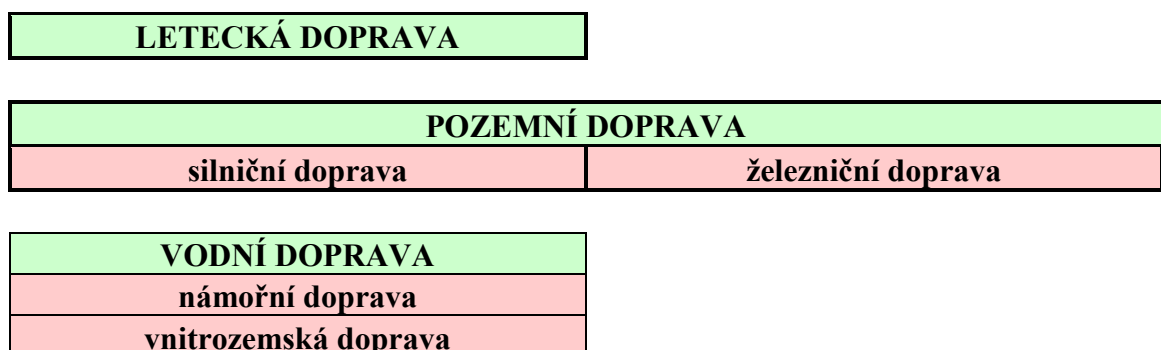 LETECKÁ DOPRAVA
POZEMNÍ DOPRAVA
silniční doprava železniční doprava
VODNÍ DOPRAVA
námořní doprava
vnitrozemská doprava